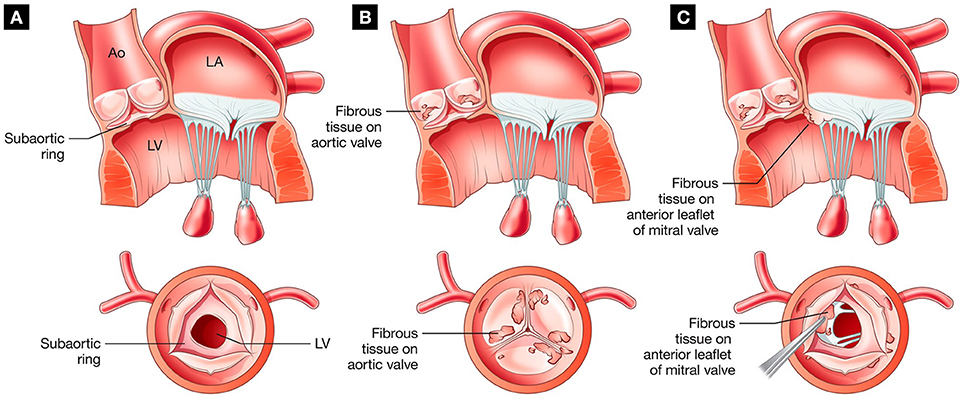 A
Ao
LA
Subaortic
ring
LV
Subaortic
ring
LV
B
Fibrous
tissue on
aortic valve
Fibrous
tissue on
aortic valve
C
Fibrous
tissue on
anterior leaflet
of mitral valve
Fibrous
tissue on
anterior leaflet
of mitral valve